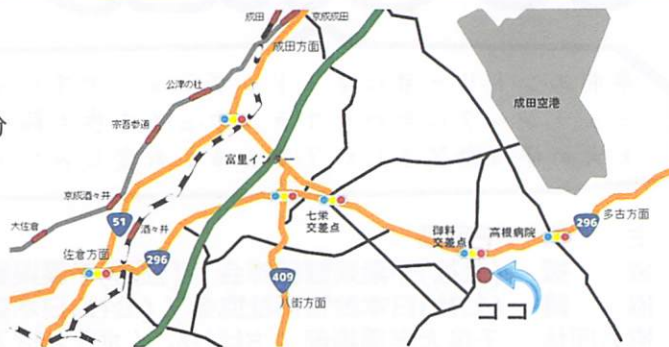 成田
京成成田
成田方面
公津の杜
成田空港
分
宗吾参道
富里インター
京成酒々井
七栄
交差点
大佐倉
51
酒々井
御料
交差点
高根病院
296
多古方面
佐倉方面
296
409
八街方面
ココ